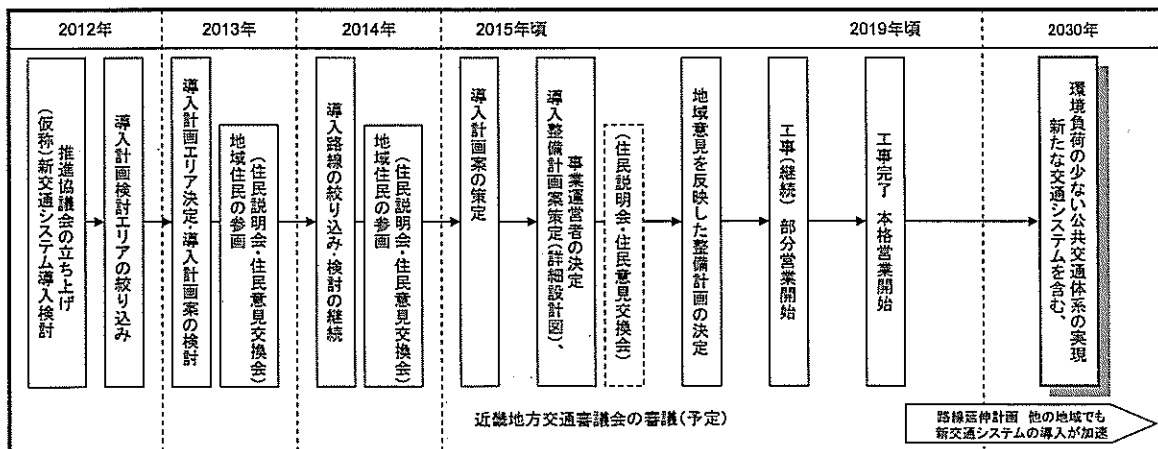 2012年
2013年
2014年
2015年頃
2019年頃
2030年
(仮称)新交通システム導入検討
推進協議会の立ち上げ
導入計画検討エリアの絞り込み
導入計画エリア決定・導入計画案の検討
地域住民の参画
(住民説明会・住民意見交換会)
導入路線の絞り込み・検討の継続
地域住民の参画
(住民説明会・住民意見交換会)
導入計画案の策定
導入整備計画案策定(詳細設計図)、
事業運営者の決定
(住民説明会・住民意見交換会)
地域意見を反映した整備計画の決定
工事(継続) 部分営業開始
工事完了 本格営業開始
新たな交通システムを含む、
環境負荷の少ない公共交通体系の実現
近畿地方交通審議会の審議(予定)
路線延伸計画 他の地域でも
新交通システムの導入が加速